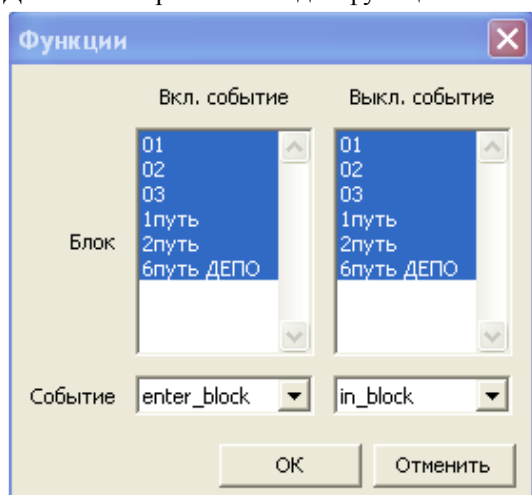 Функции
Вкл. событие Выкл. событие
01 01
02 02
03 03
1путь 1путь
Блок 2путь 2путь
6путь ДЕПО 6путь ДЕПО
Событие enter_block in_block
OK Отменить